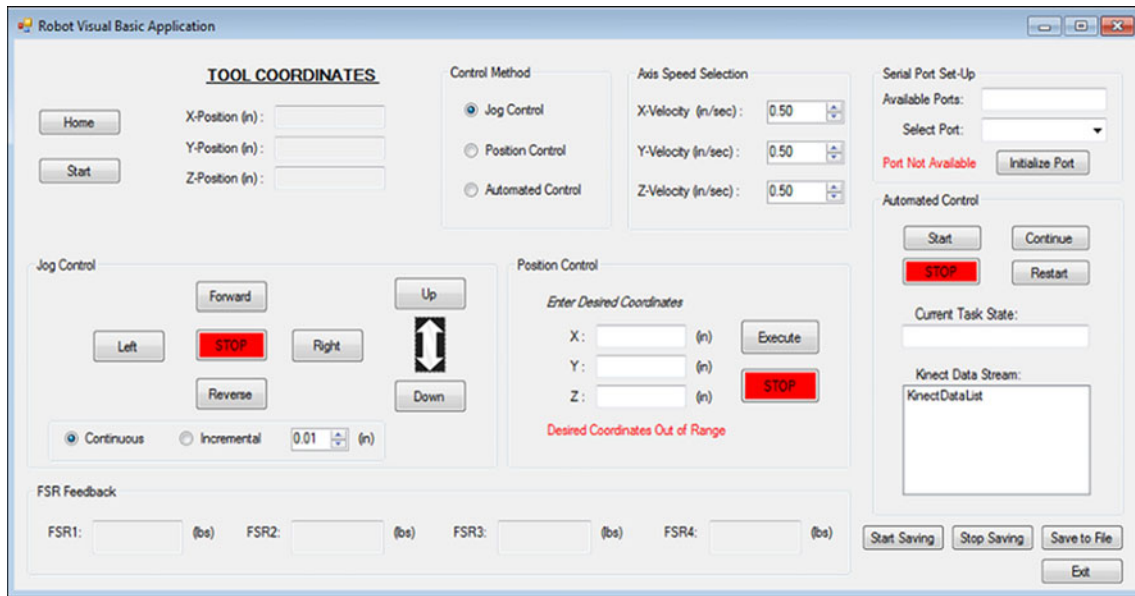 Robot Visual Basic Application
TOOL COORDINATES
Home
Start
X-Position (in) :
Y-Position (in) :
Z-Position (in) :
Control Method
Jog Control
Position Control
Automated Control
Axis Speed Selection
X-Velocity (in/sec) : 0.50
Y-Velocity (in/sec) : 0.50
Z-Velocity (in/sec) : 0.50
Serial Port Set-Up
Available Ports:
Select Port:
Port Not Available Initialize Port
Automated Control
Start Continue
STOP Restart
Current Task State:
Kinect Data Stream:
KinectDataList
Jog Control
Forward
Left STOP Right
Reverse
Up
Down
Continuous Incremental 0.01 (in)
Position Control
Enter Desired Coordinates
X : (in) Execute
Y : (in)
Z : (in)
STOP
Desired Coordinates Out of Range
FSR Feedback
FSR1: (lbs) FSR2: (lbs) FSR3: (lbs) FSR4: (lbs)
Start Saving Stop Saving Save to File
Exit